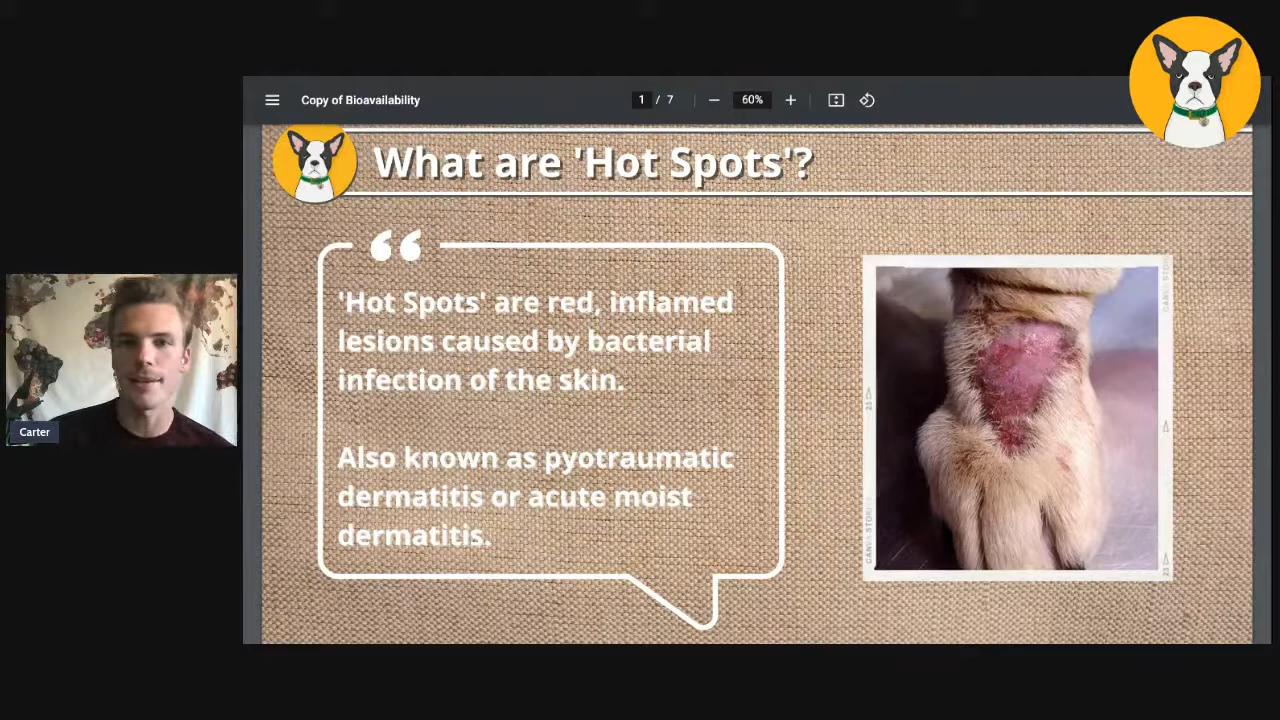 Copy of Bioavailability
1 / 7
60%
What are 'Hot Spots'?
'Hot Spots' are red, inflamed
lesions caused by bacterial
infection of the skin.
Also known as pyotraumatic
dermatitis or acute moist
dermatitis.
Carter